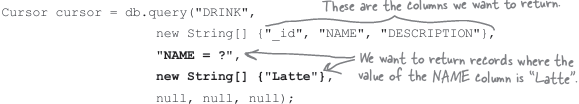 These are the columns we want to return.
Cursor cursor = db.query("DRINK",
new String[] {"_id", "NAME", "DESCRIPTION"},
"NAME = ?",
We want to return records where the
value of the NAME column is "Latte".
new String[] {"Latte"},
null, null, null);